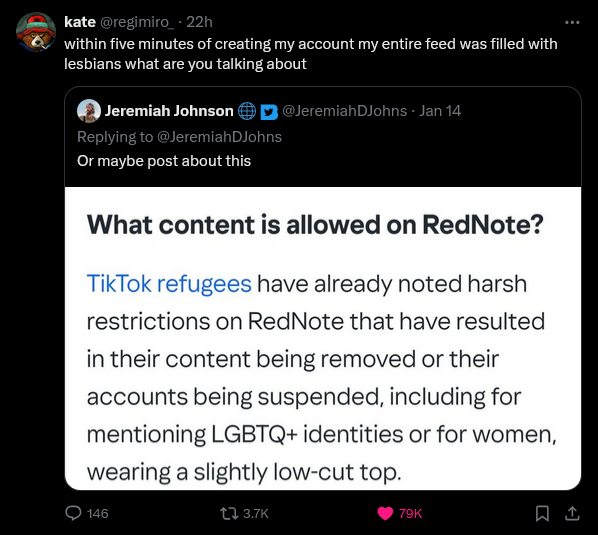 kate @regimiro_ · 22h
within five minutes of creating my account my entire feed was filled with
lesbians what are you talking about
Jeremiah Johnson @JeremiahDJohns · Jan 14
Replying to @JeremiahDJohns
Or maybe post about this
What content is allowed on RedNote?
TikTok refugees have already noted harsh
restrictions on RedNote that have resulted
in their content being removed or their
accounts being suspended, including for
mentioning LGBTQ+ identities or for women,
wearing a slightly low-cut top.
146 3.7K 79K